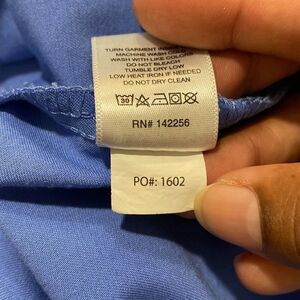 TURN GARMENT INSIDE
MACHINE WASH COLD
WASH WITH LIKE COLORS
DO NOT BLEACH
TUMBLE DRY LOW
LOW HEAT IRON IF NEEDED
DO NOT DRY CLEAN
30
RN# 142256
PO#: 1602